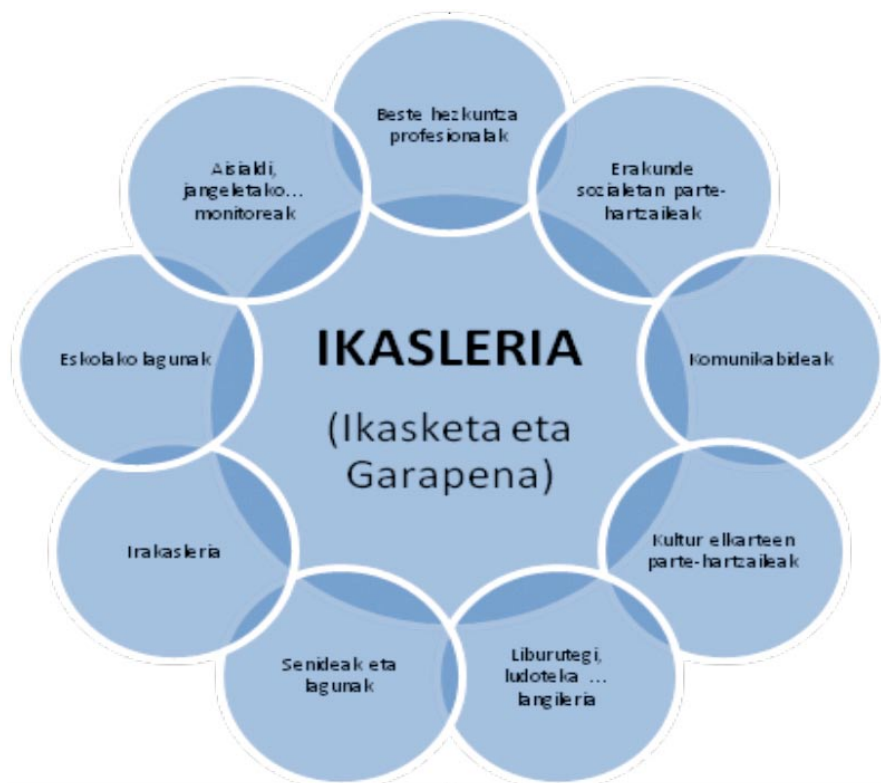 Beste hezkuntza
profesionalak
Erakunde
sozialetan parte-
hartzaileak
Komunikabideak
Kultur elkarteen
parte-hartzaileak
Liburutegi,
ludoteka ...
langileria
Senideak eta
lagunak
Irakasleria
Eskolako lagunak
Aisialdi,
jangeletako...
monitoreak
IKASLERIA
(Ikasketa eta
Garapena)